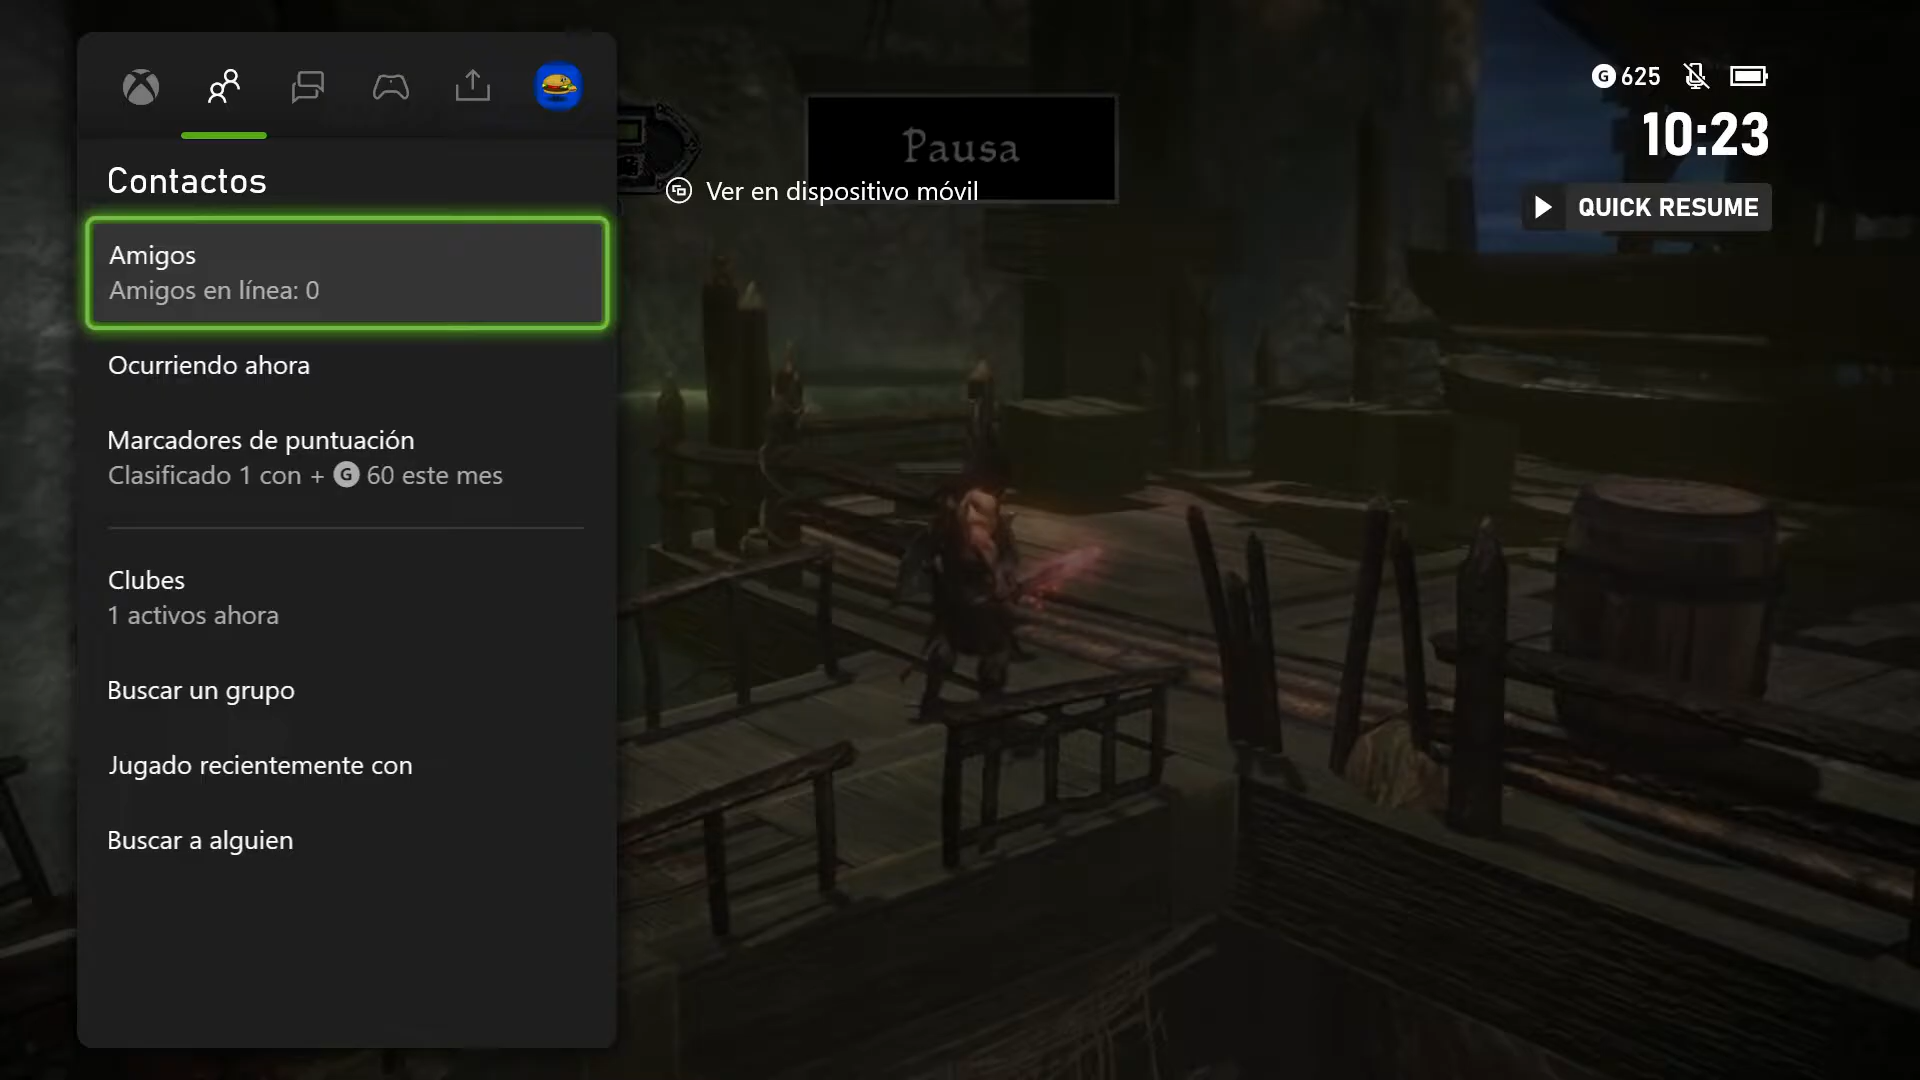 Contactos
Amigos
Amigos en línea: 0
Ocurriendo ahora
Marcadores de puntuación
Clasificado 1 con + G 60 este mes
Clubes
1 activos ahora
Buscar un grupo
Jugado recientemente con
Buscar a alguien
Pausa
Ver en dispositivo móvil
G 625
10:23
QUICK RESUME